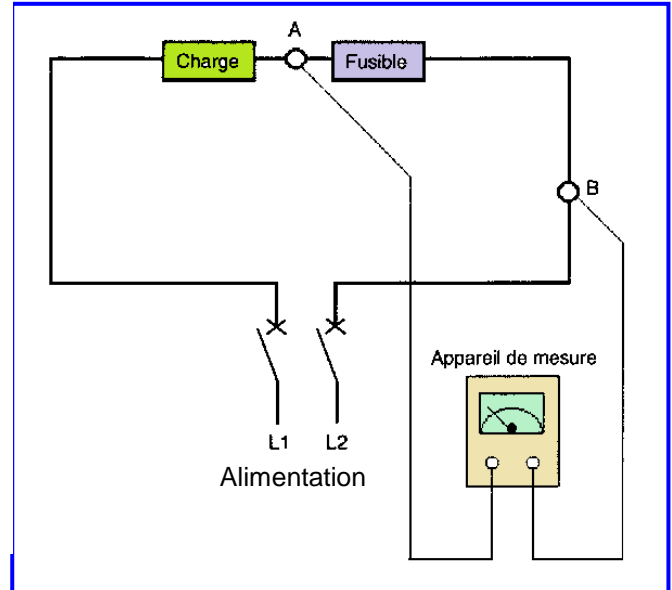 A
Charge
Fusible
B
Appareil de mesure
L1 L2
Alimentation